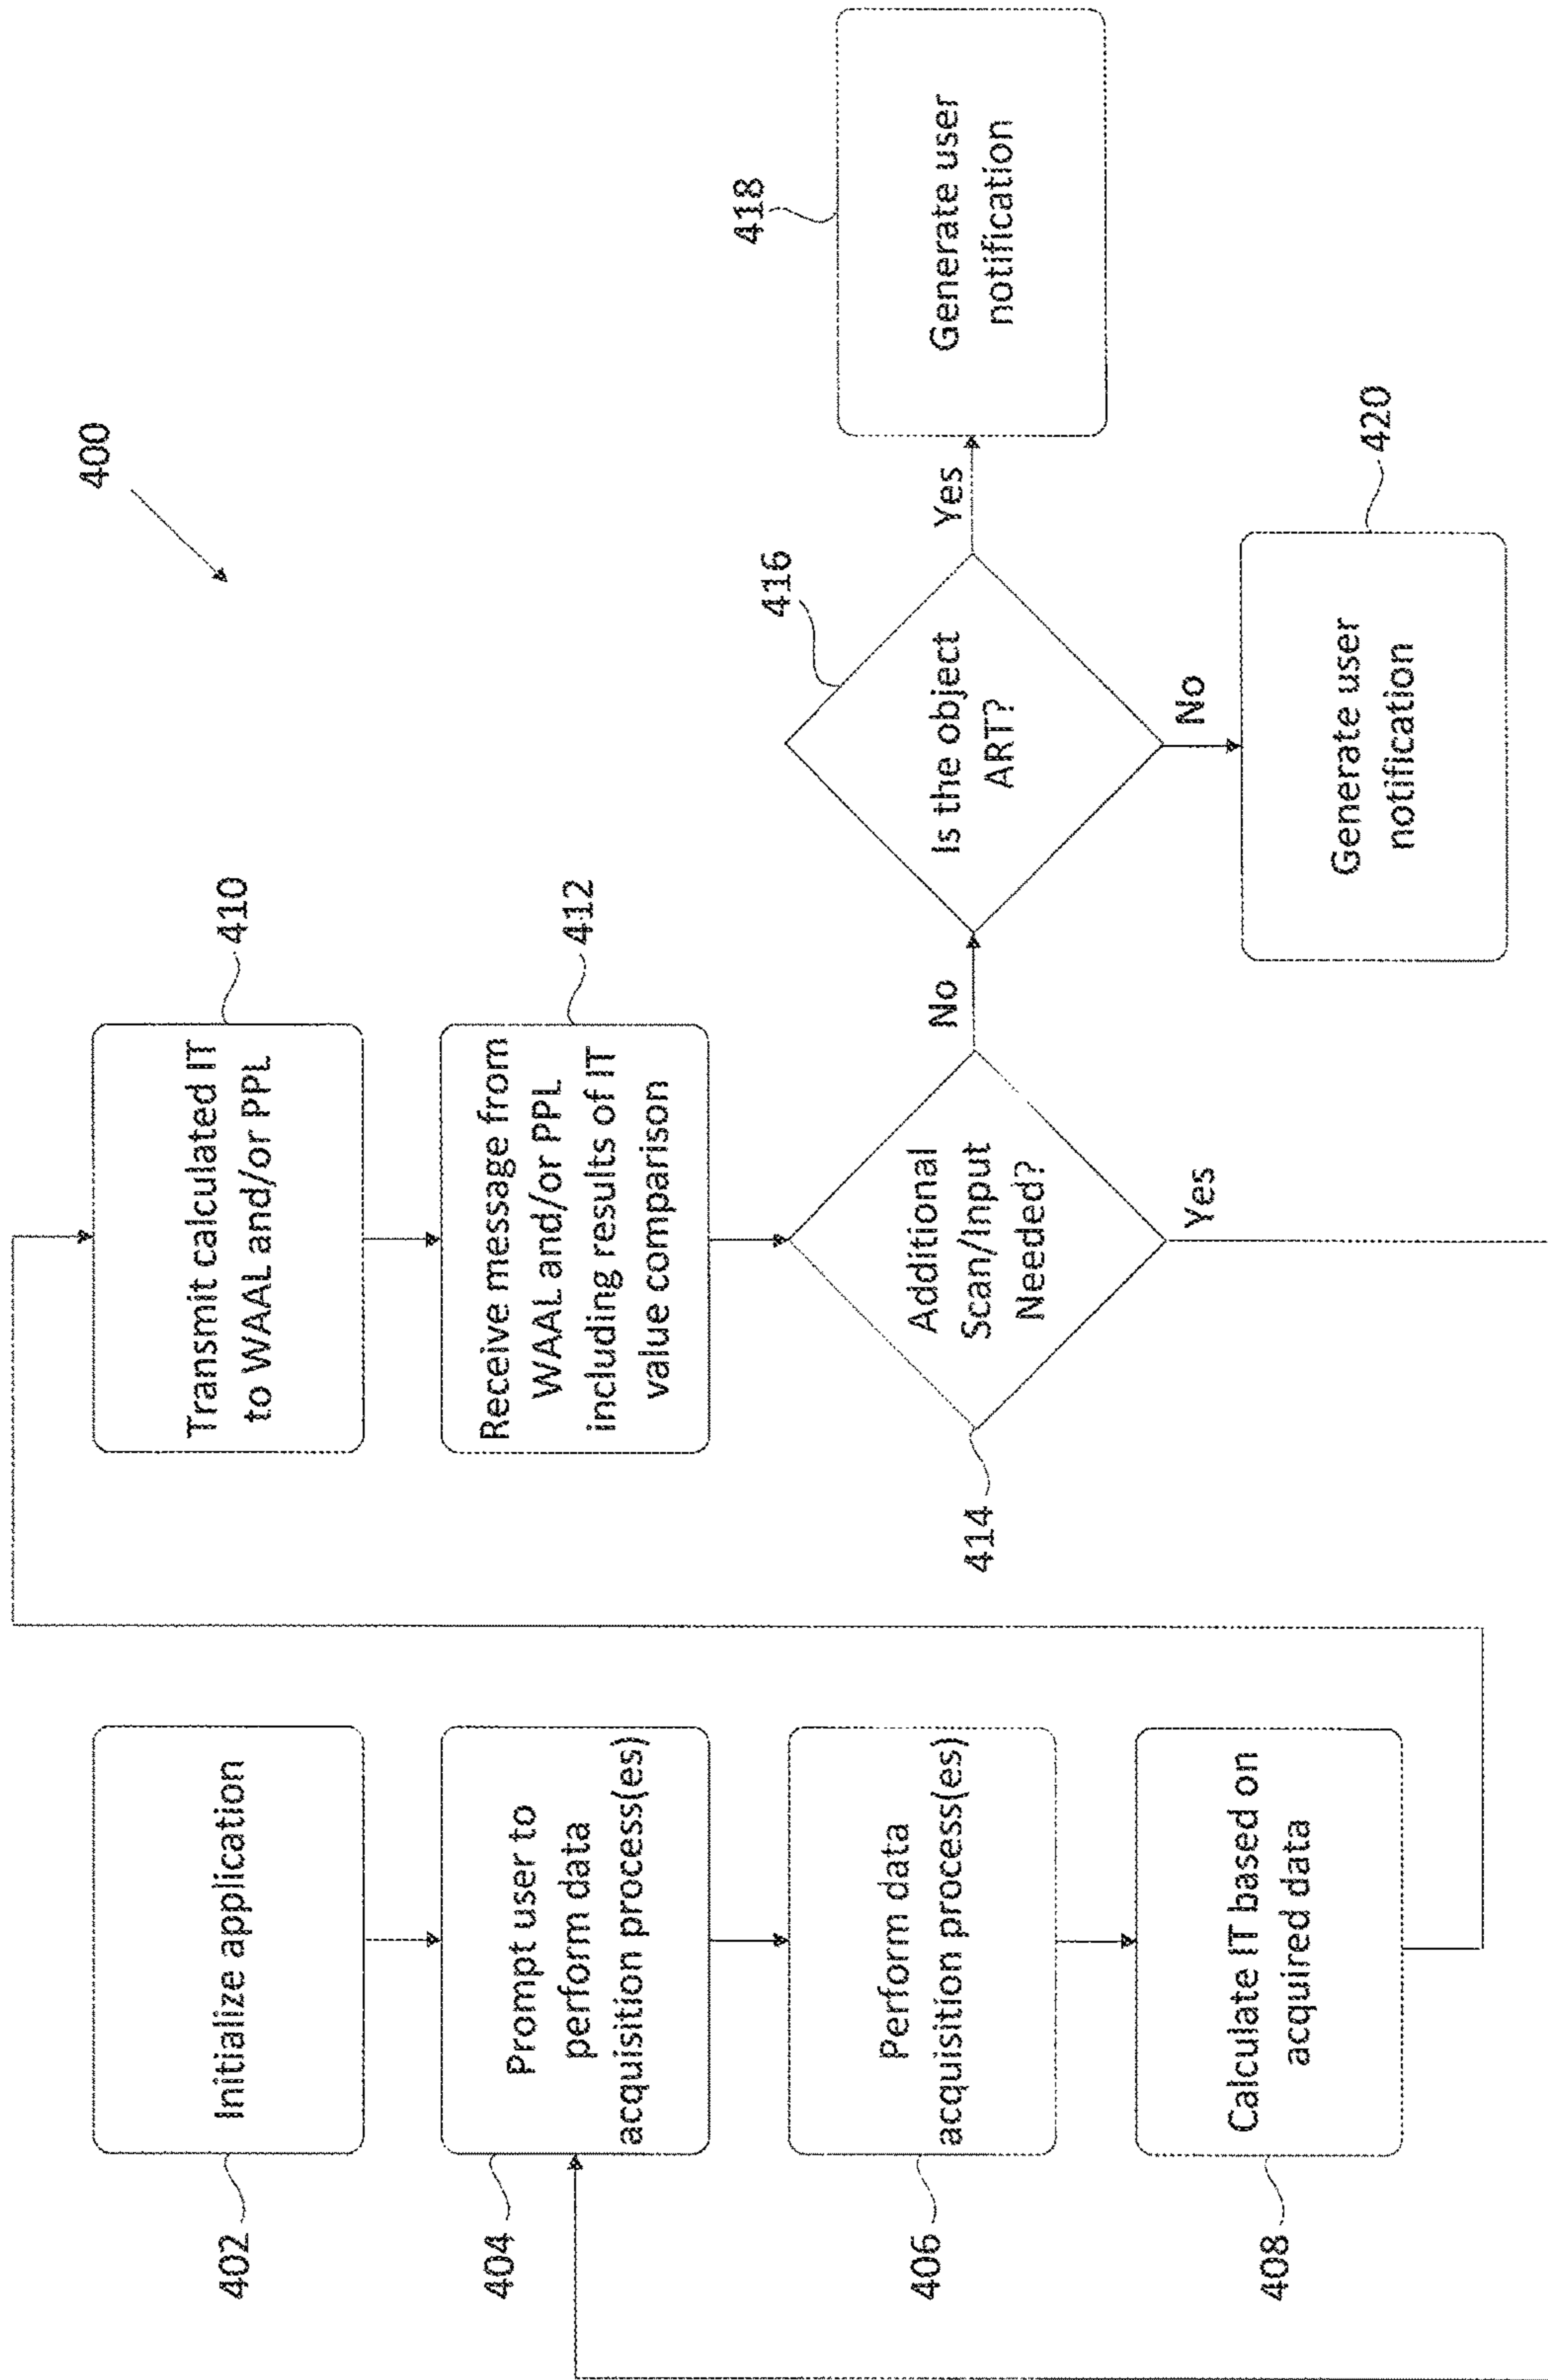 400
402
Initialize application
404
Prompt user to
perform data
acquisition process(es)
406
Perform data
acquisition process(es)
408
Calculate IT based on
acquired data
410
Transmit calculated IT
to WAAL and/or PPL
412
Receive message from
WAAL and/or PPL
including results of IT
value comparison
414
Additional
Scan/Input
Needed?
Yes
No
416
Is the object
ART?
Yes
418
Generate user
notification
No
420
Generate user
notification